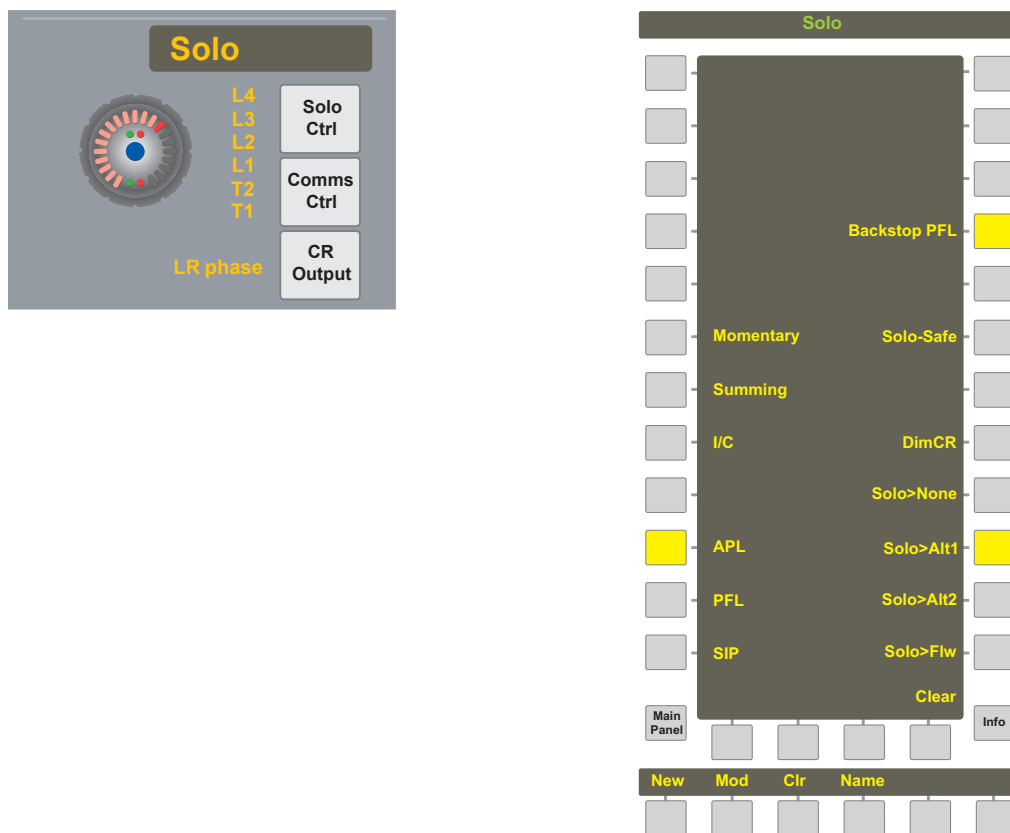 Solo
L4
L3
L2
L1
T2
T1
LR phase
Solo
Ctrl
Comms
Ctrl
CR
Output
Solo
Backstop PFL
Momentary
Solo-Safe
Summing
I/C
DimCR
Solo>None
APL
Solo>Alt1
PFL
Solo>Alt2
SIP
Solo>Flw
Clear
Main
Panel
Info
New Mod Clr Name